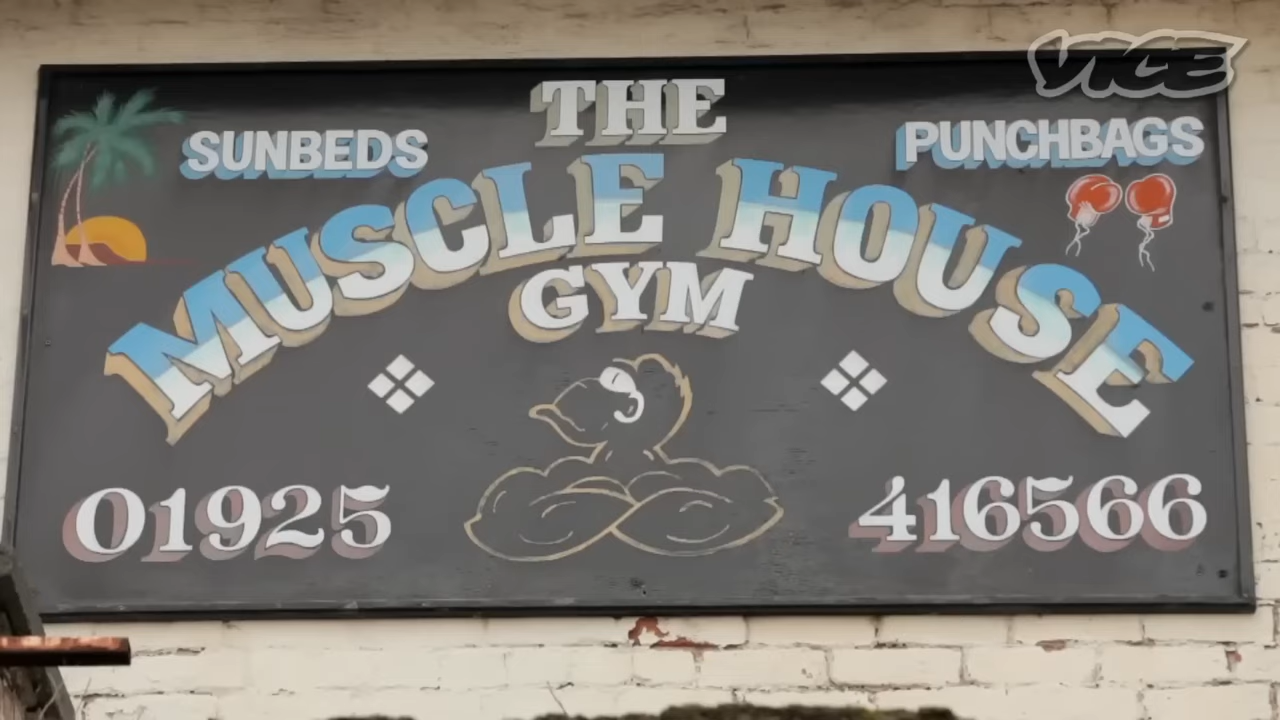 VICE
THE
SUNBEDS
PUNCHBAGS
MUSCLE HOUSE
GYM
01925
416566